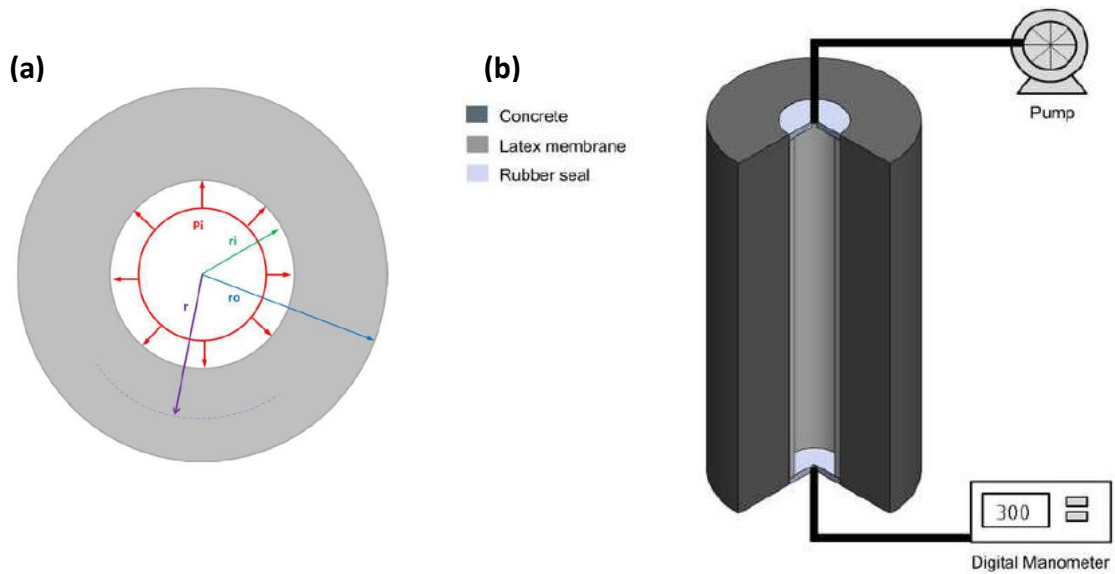 (a)
Pi
ri
r
ro
(b)
Concrete
Latex membrane
Rubber seal
Pump
300
Digital Manometer